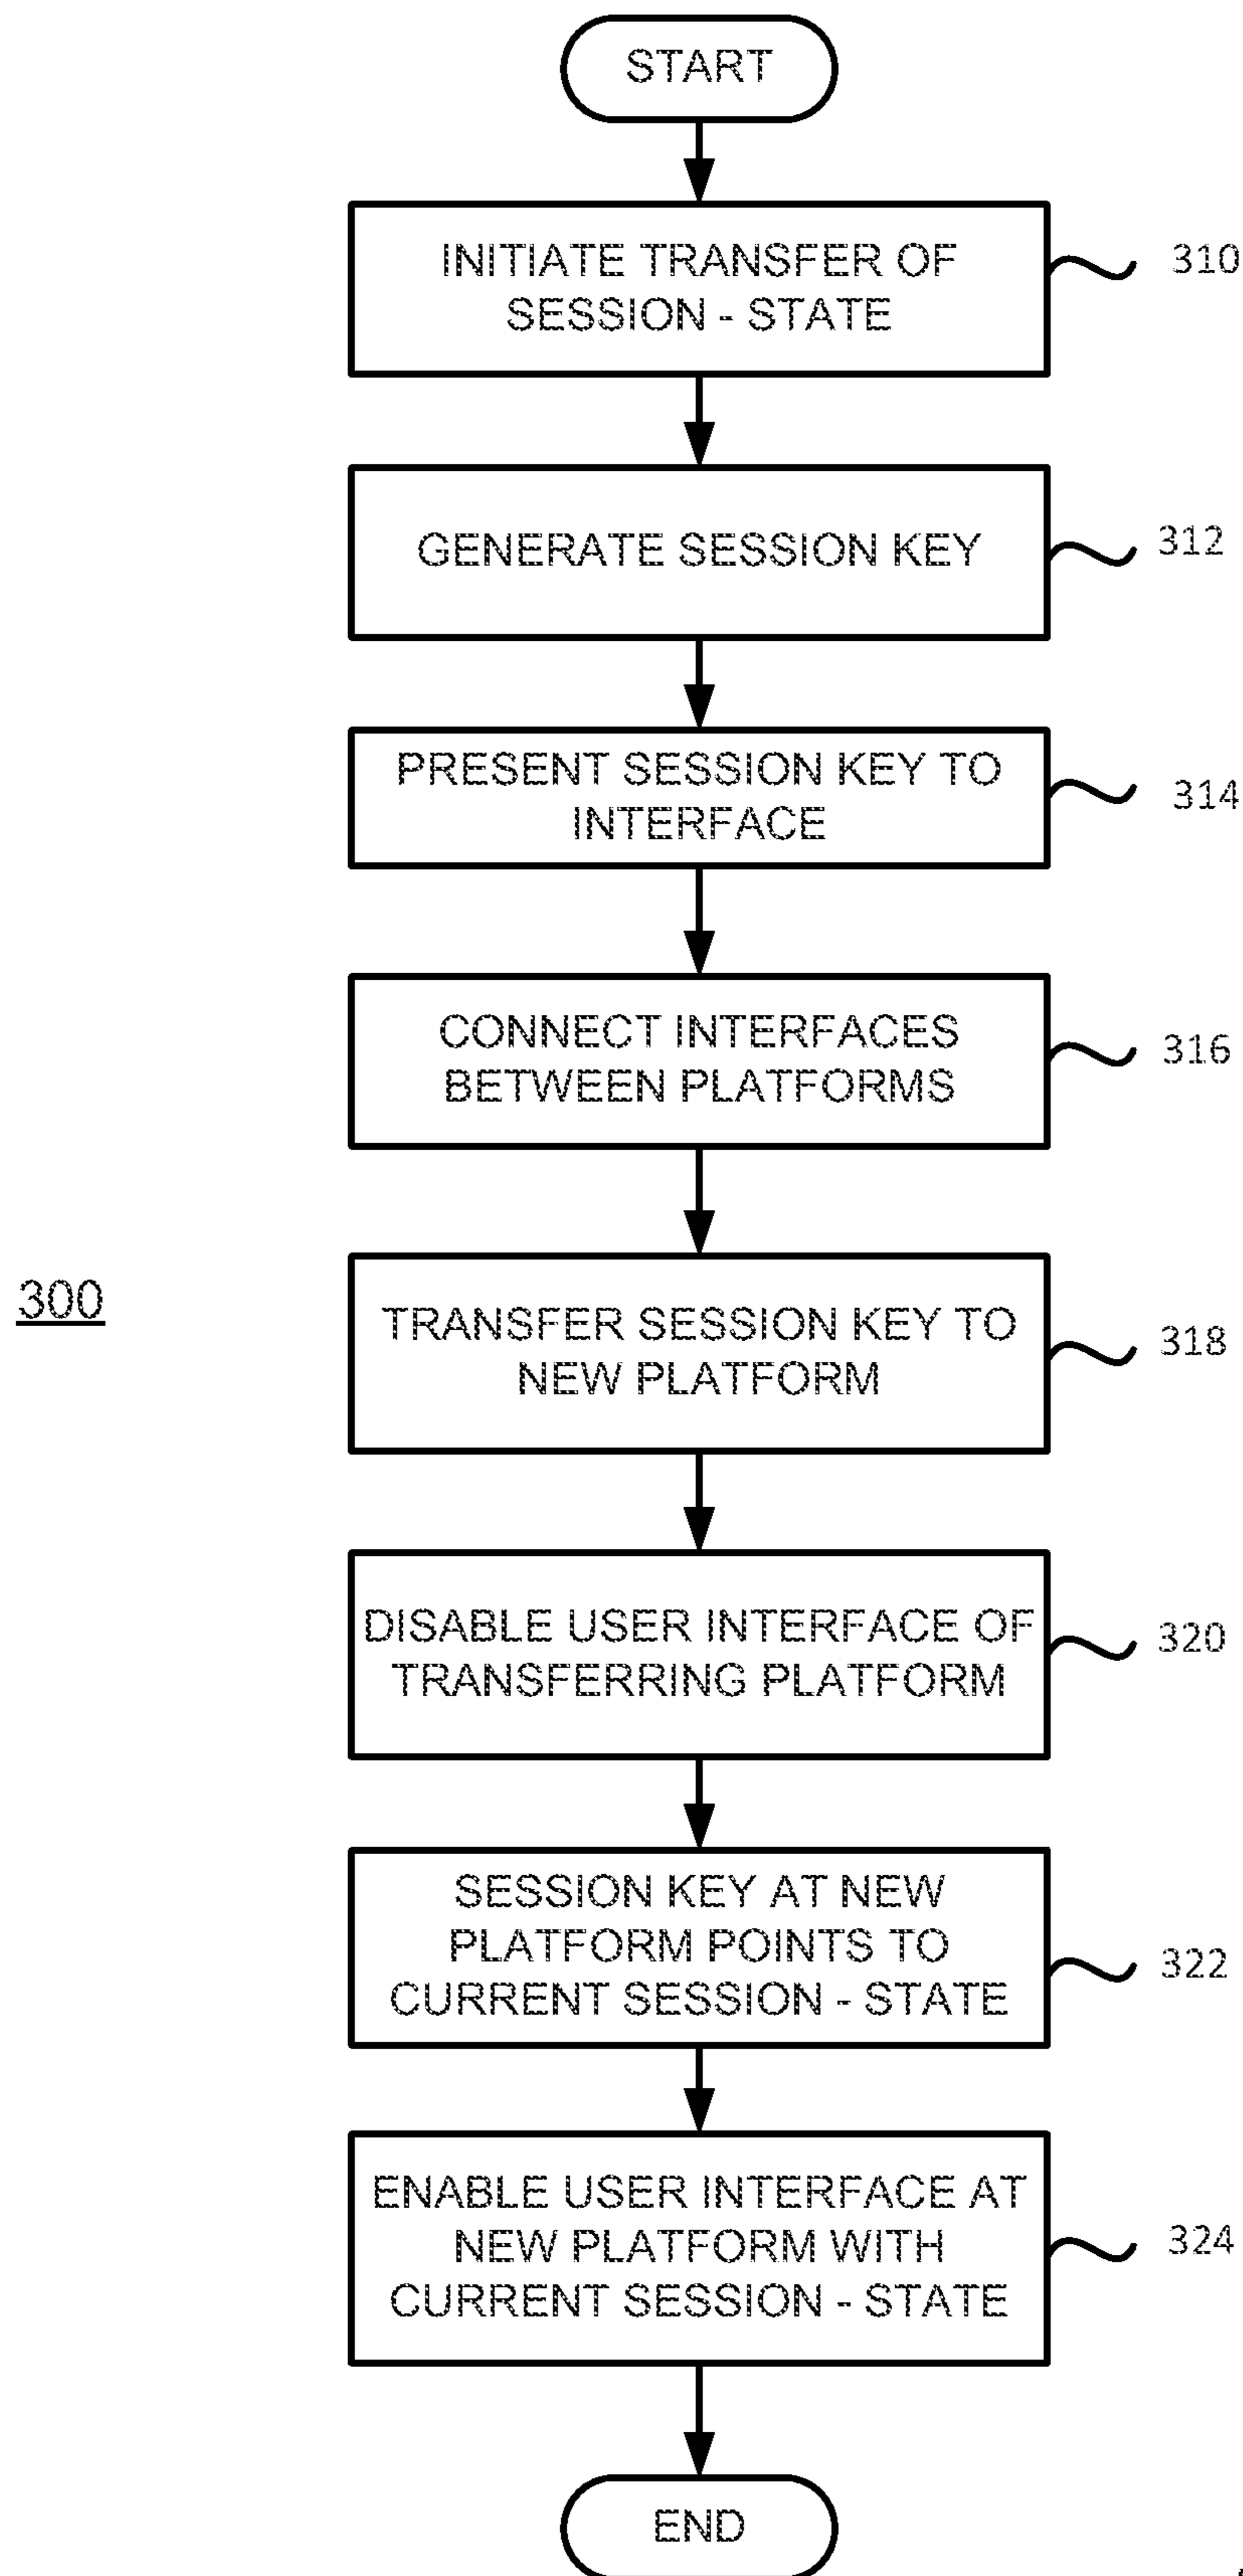 START
INITIATE TRANSFER OF
SESSION - STATE
310
GENERATE SESSION KEY
312
PRESENT SESSION KEY TO
INTERFACE
314
CONNECT INTERFACES
BETWEEN PLATFORMS
316
300
TRANSFER SESSION KEY TO
NEW PLATFORM
318
DISABLE USER INTERFACE OF
TRANSFERRING PLATFORM
320
SESSION KEY AT NEW
PLATFORM POINTS TO
CURRENT SESSION - STATE
322
ENABLE USER INTERFACE AT
NEW PLATFORM WITH
CURRENT SESSION - STATE
324
END